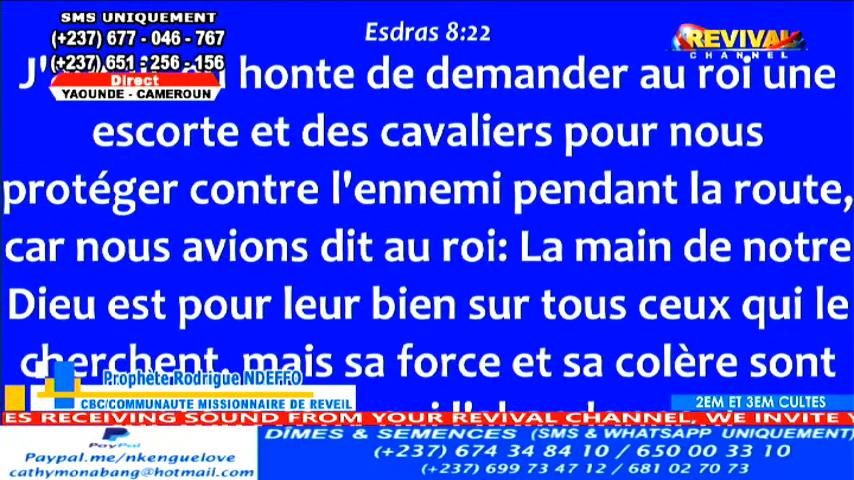 SMS UNIQUEMENT
(+237) 677 - 046 - 767
(+237) 651 - 256 - 156
Direct
YAOUNDE - CAMEROUN
Esdras 8:22
REVIVAL
CHANNEL
honte de demander au roi une
escorte et des cavaliers pour nous
protéger contre l'ennemi pendant la route,
car nous avions dit au roi: La main de notre
Dieu est pour leur bien sur tous ceux qui le
cherchent, mais sa force et sa colère sont
Prophète Rodrigue NDEFFO
CBC/COMMUNAUTE MISSIONNAIRE DE REVEIL
2EM ET 3EM CULTES
ES RECEIVING SOUND FROM YOUR REVIVAL CHANNEL, WE INVITE Y
PayPal
Paypal.me/nkenguelove
cathymonabang@hotmail.com
DÎMES & SEMENCES (SMS & WHATSAPP UNIQUEMENT)
(+237) 674 34 84 10 / 650 00 33 10
(+237) 699 73 47 12 / 681 02 70 73